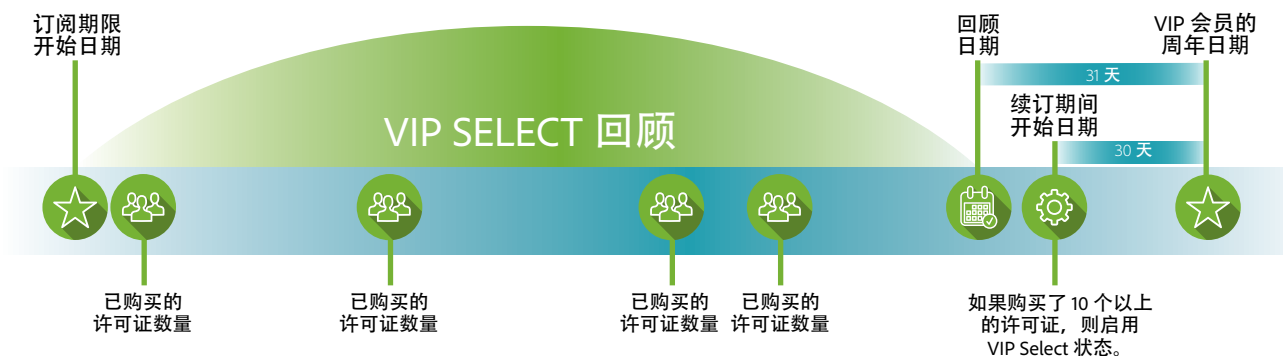 订阅期限
开始日期
回顾
日期
VIP 会员的
周年日期
31 天
续订期间
开始日期
30 天
VIP SELECT 回顾
已购买的
许可证数量
已购买的
许可证数量
已购买的
许可证数量
已购买的
许可证数量
如果购买了 10 个以上
的许可证，则启用
VIP Select 状态。